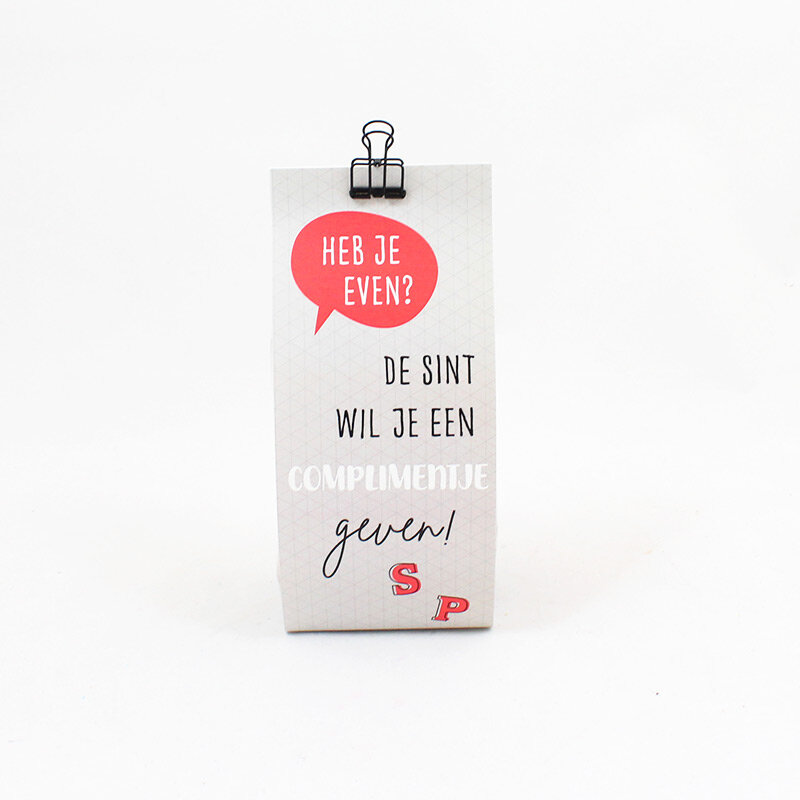 HEB JE
EVEN?
DE SINT
WIL JE EEN
COMPLIMENTJE
geven!
S
P